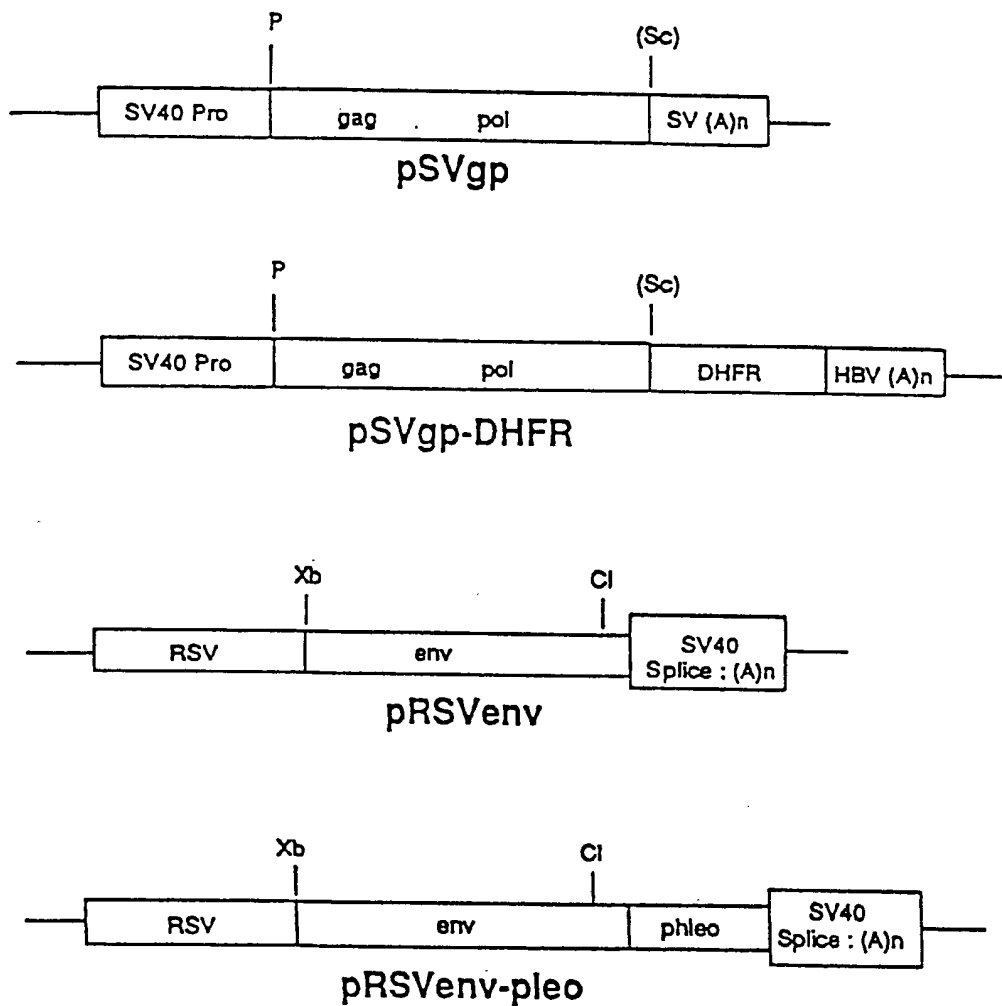 P (Sc)
SV40 Pro gag pol SV (A)n
pSVgp
P (Sc)
SV40 Pro gag pol DHFR HBV (A)n
pSVgp-DHFR
Xb Cl
RSV env SV40
Splice : (A)n
pRSVenv
Xb Cl
RSV env phleo SV40
Splice : (A)n
pRSVenv-pleo